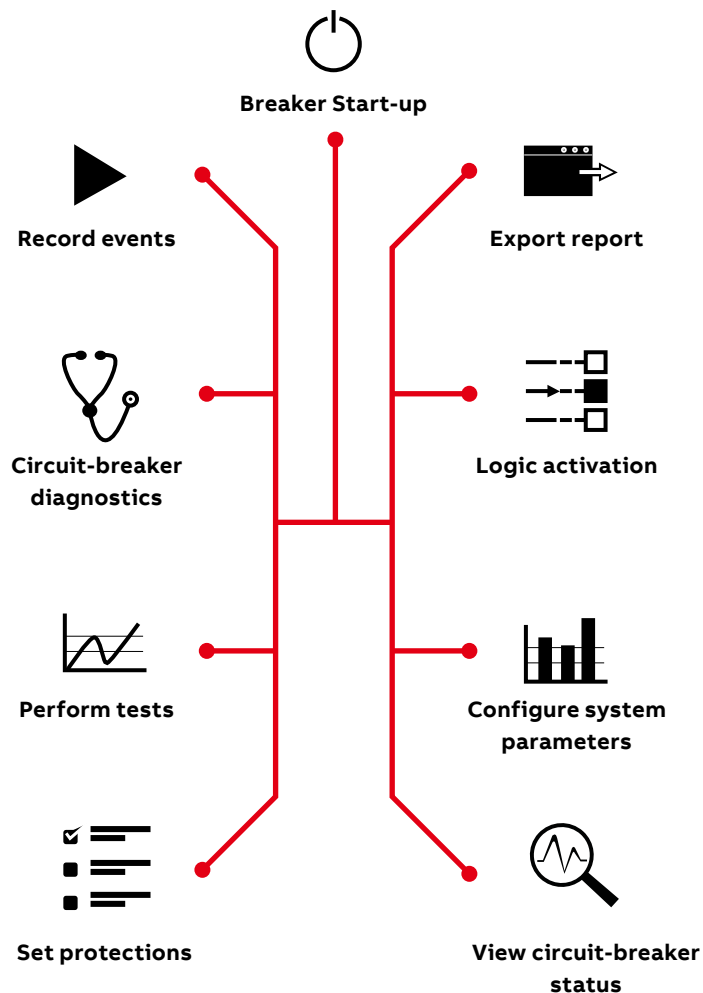 Breaker Start-up
Record events
Export report
Circuit-breaker
diagnostics
Logic activation
Perform tests
Configure system
parameters
Set protections
View circuit-breaker
status